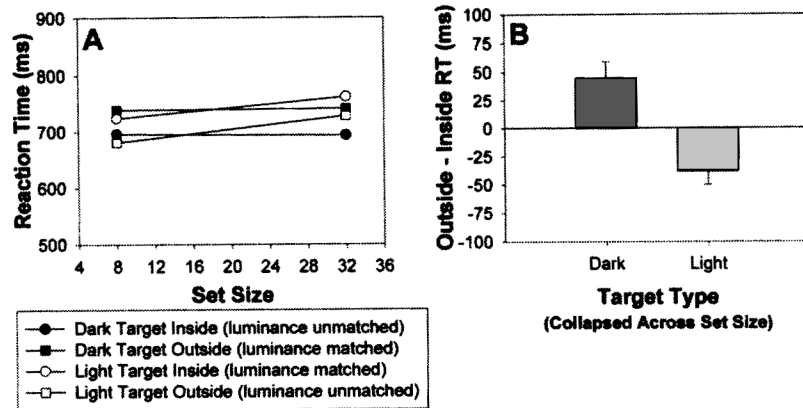 A
Reaction Time (ms)
900
800
700
600
500
4 8 12 16 20 24 28 32 36
Set Size
Dark Target Inside (luminance unmatched)
Dark Target Outside (luminance matched)
Light Target Inside (luminance matched)
Light Target Outside (luminance unmatched)
B
Outside - Inside RT (ms)
100
75
50
25
0
-25
-50
-75
-100
Dark Light
Target Type
(Collapsed Across Set Size)